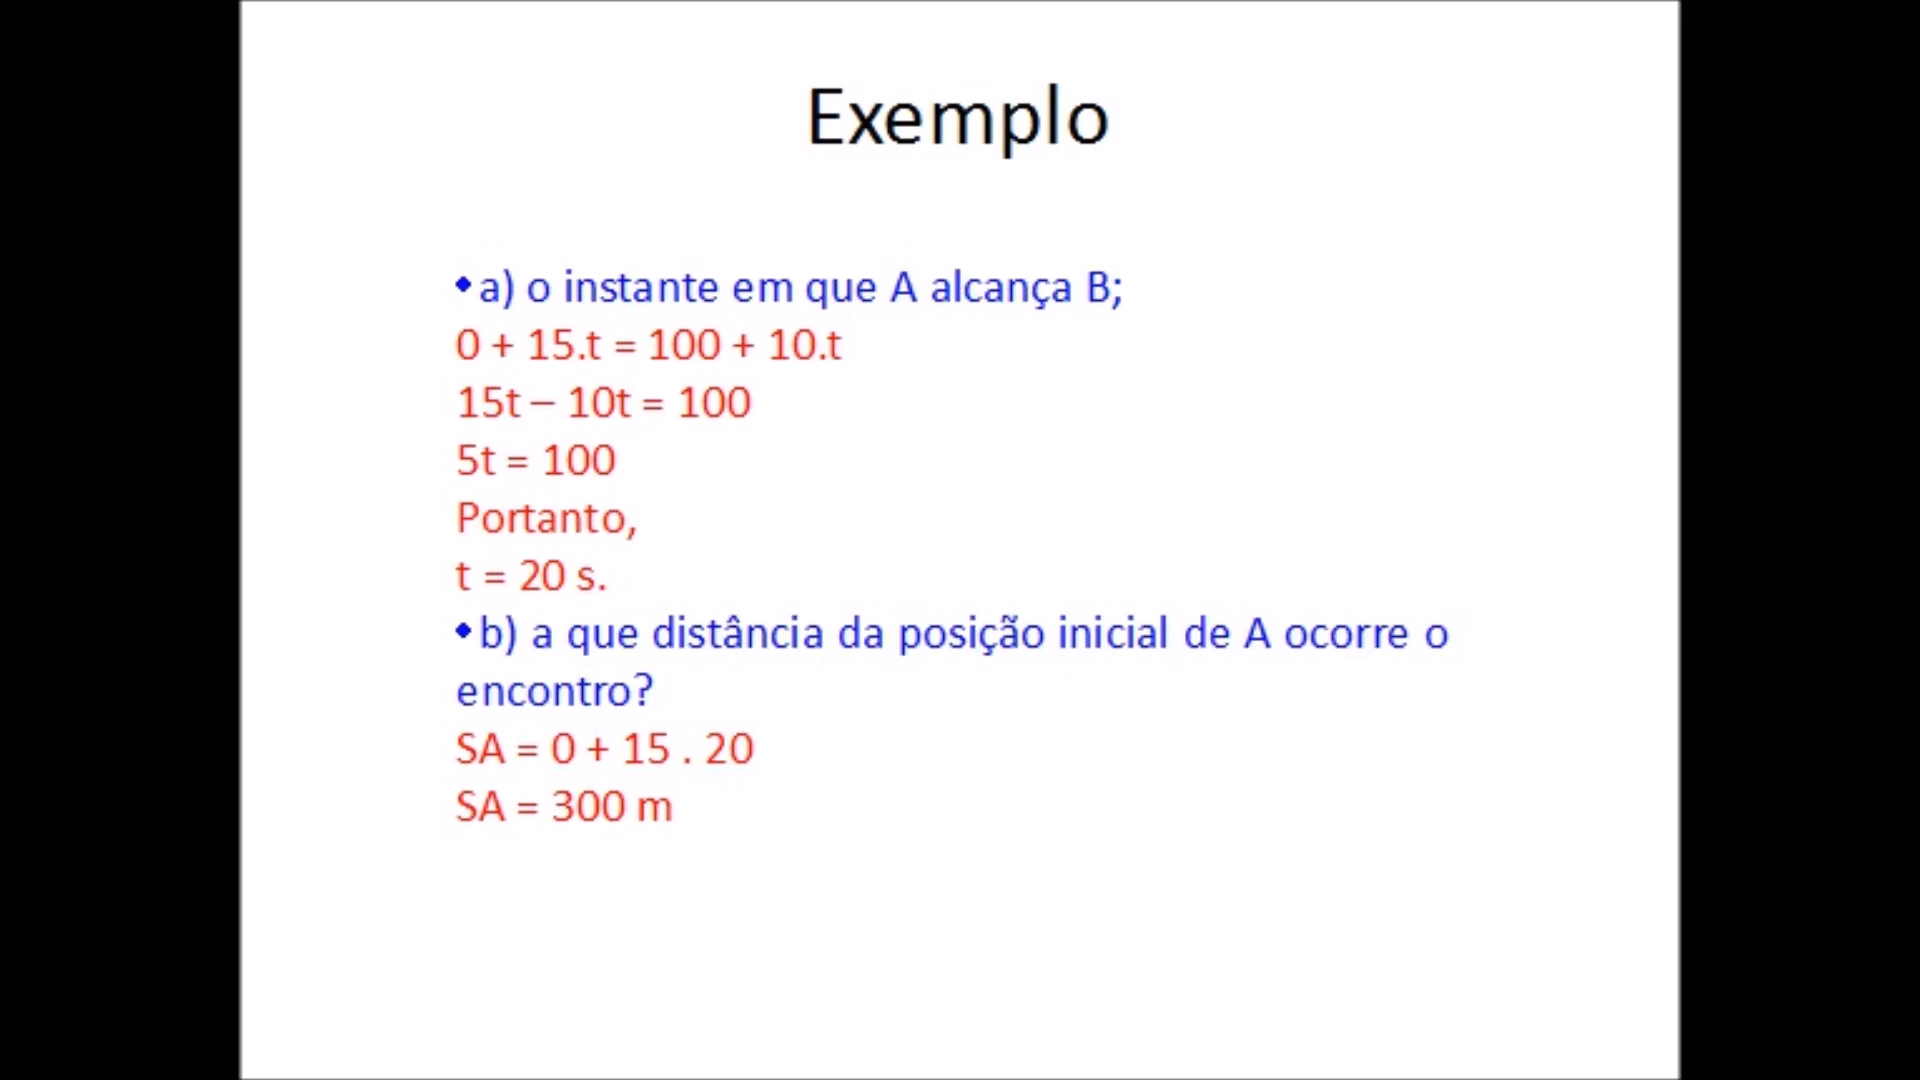 Exemplo
•a) o instante em que A alcança B;
0 + 15.t = 100 + 10.t
15t – 10t = 100
5t = 100
Portanto,
t = 20 s.
•b) a que distância da posição inicial de A ocorre o
encontro?
SA = 0 + 15 . 20
SA = 300 m